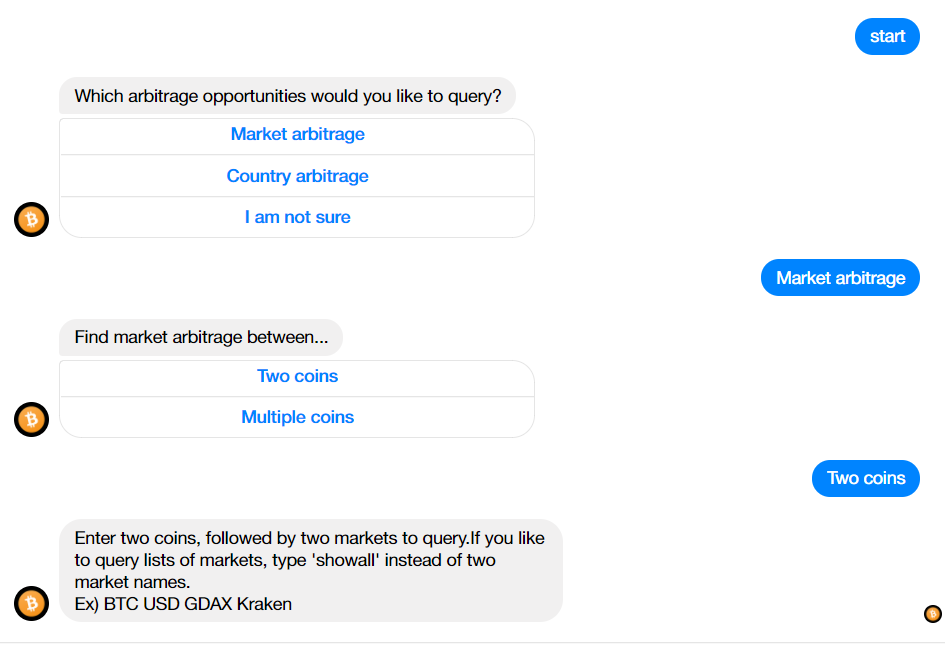 start
Which arbitrage opportunities would you like to query?
Market arbitrage
Country arbitrage
I am not sure
Market arbitrage
Find market arbitrage between...
Two coins
Multiple coins
Two coins
Enter two coins, followed by two markets to query.If you like
to query lists of markets, type 'showall' instead of two
market names.
Ex) BTC USD GDAX Kraken